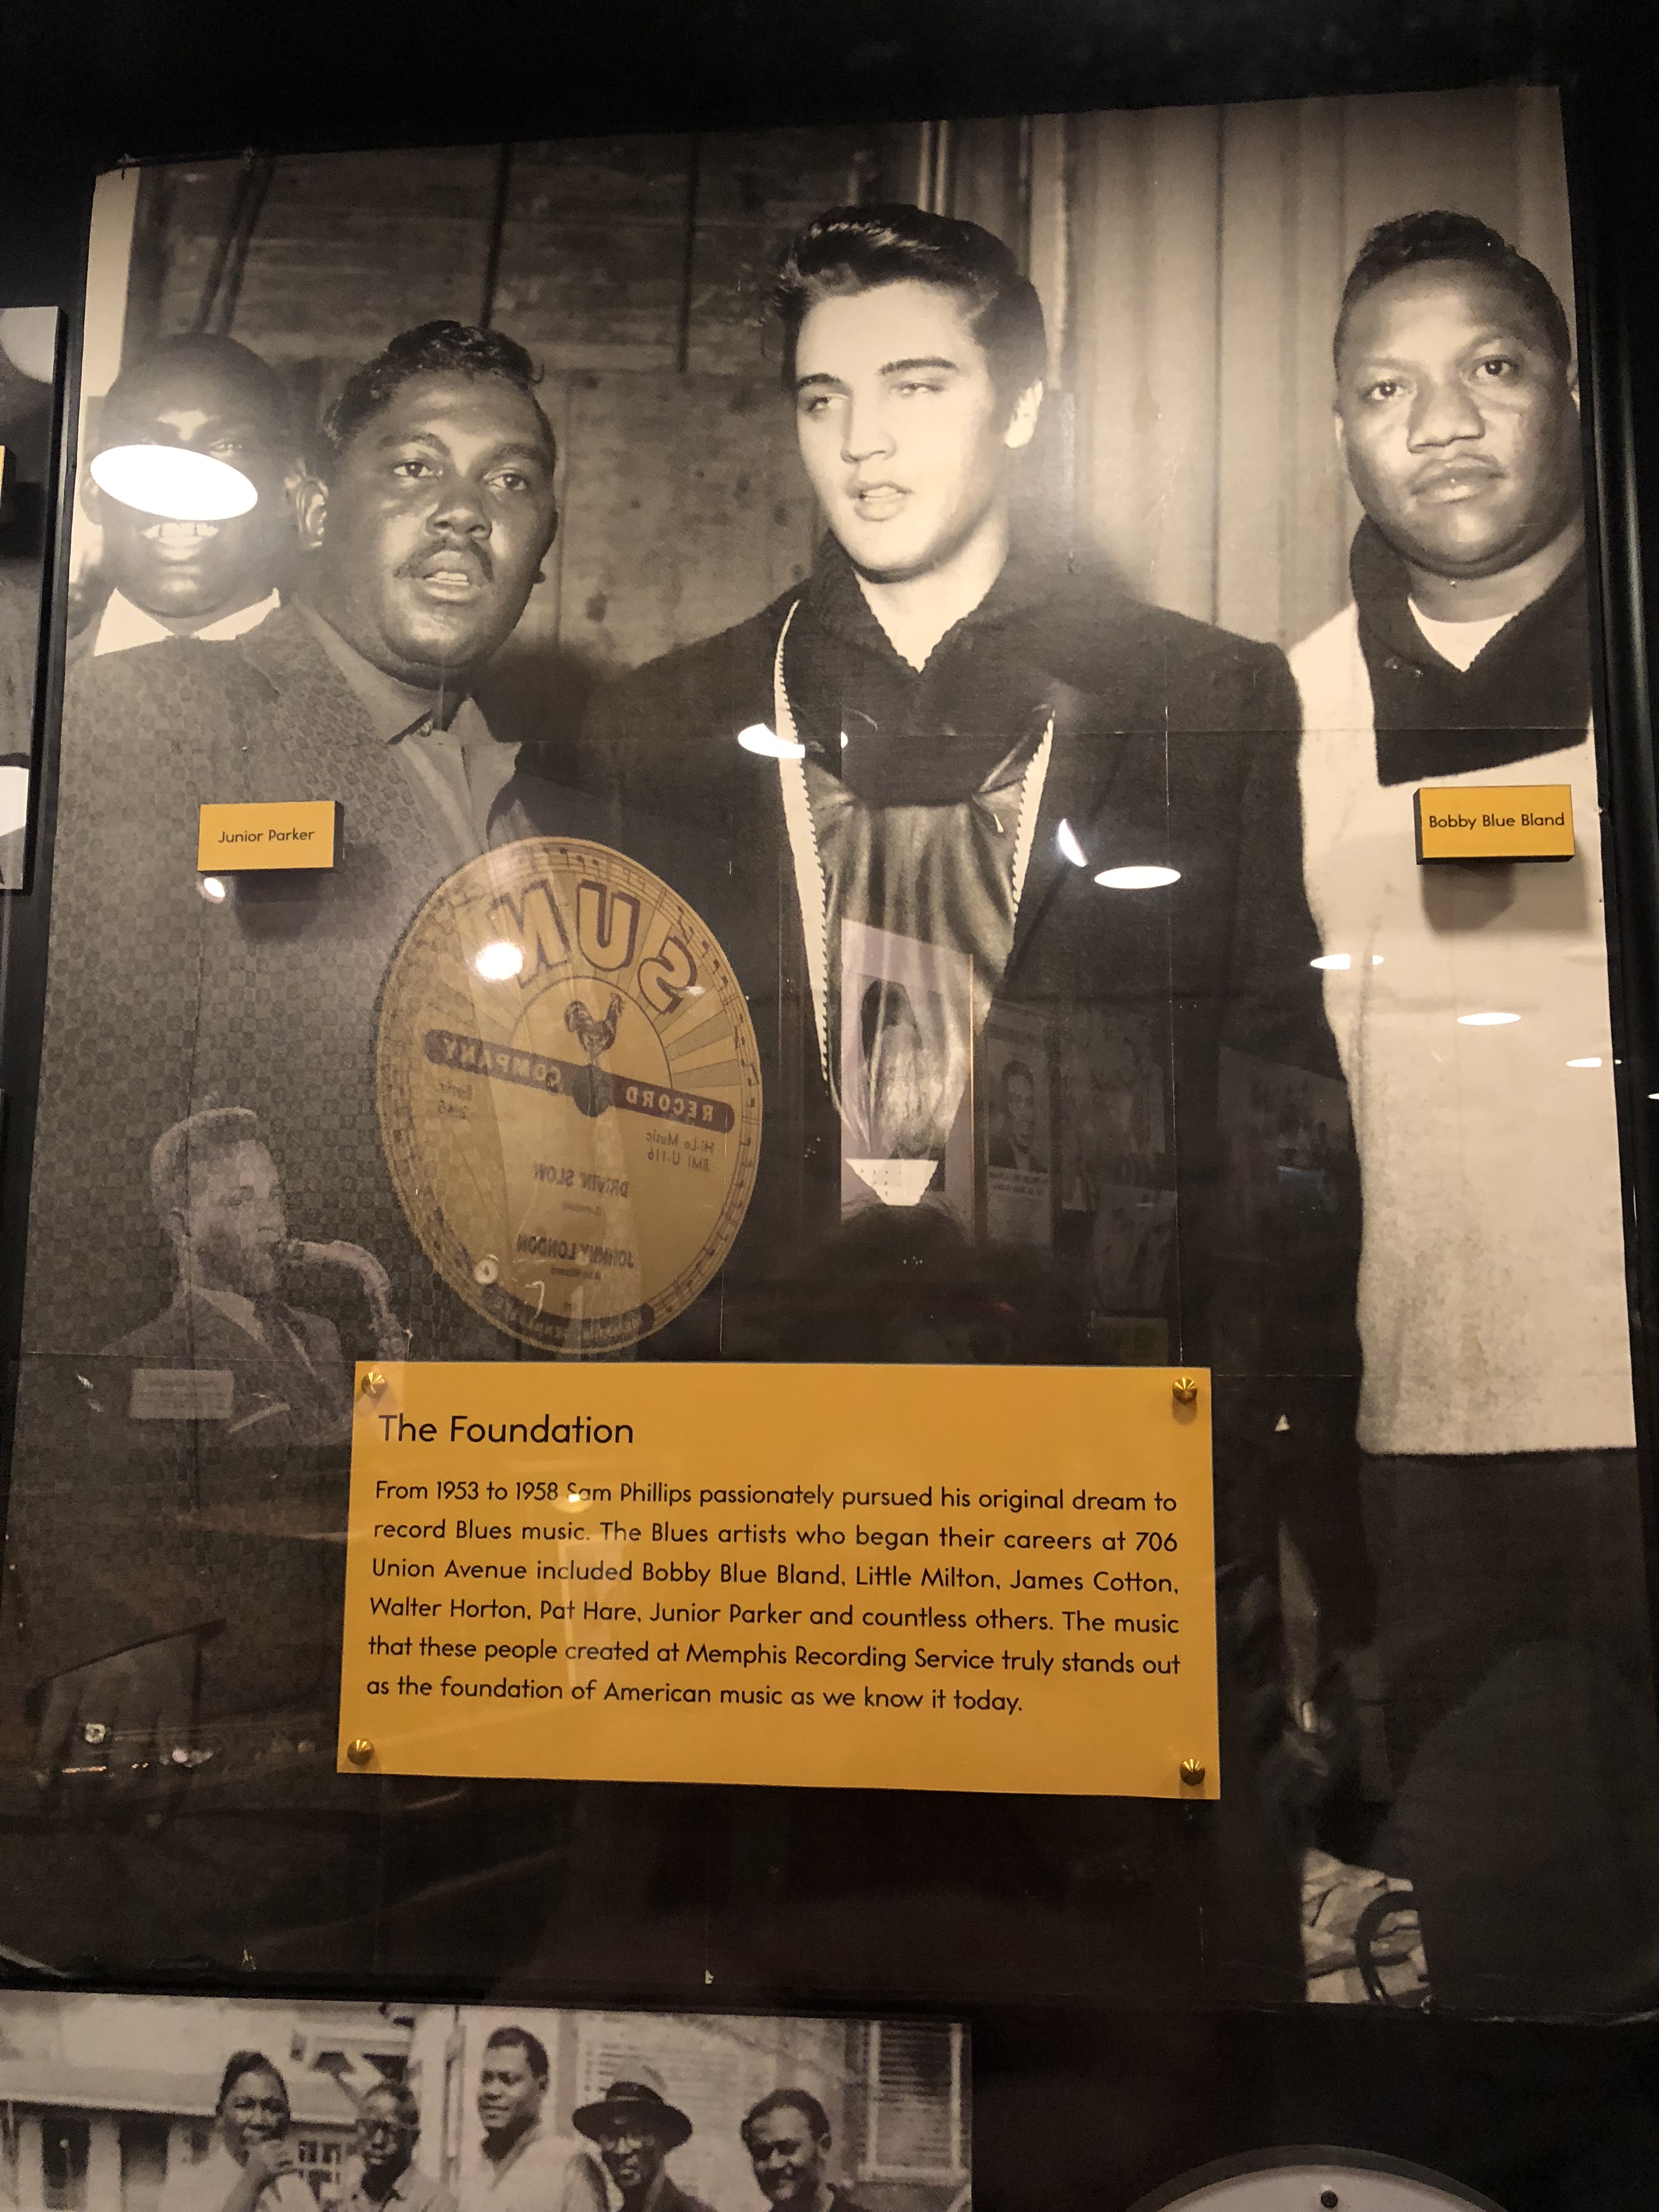 Junior Parker
Bobby Blue Bland
SUN
RECORD COMPANY
Hi-Lo Music
BMI U-116
DRIVIN' SLOW
JOHNNY LONDON
The Foundation
From 1953 to 1958 Sam Phillips passionately pursued his original dream to
record Blues music. The Blues artists who began their careers at 706
Union Avenue included Bobby Blue Bland, Little Milton, James Cotton,
Walter Horton, Pat Hare, Junior Parker and countless others. The music
that these people created at Memphis Recording Service truly stands out
as the foundation of American music as we know it today.